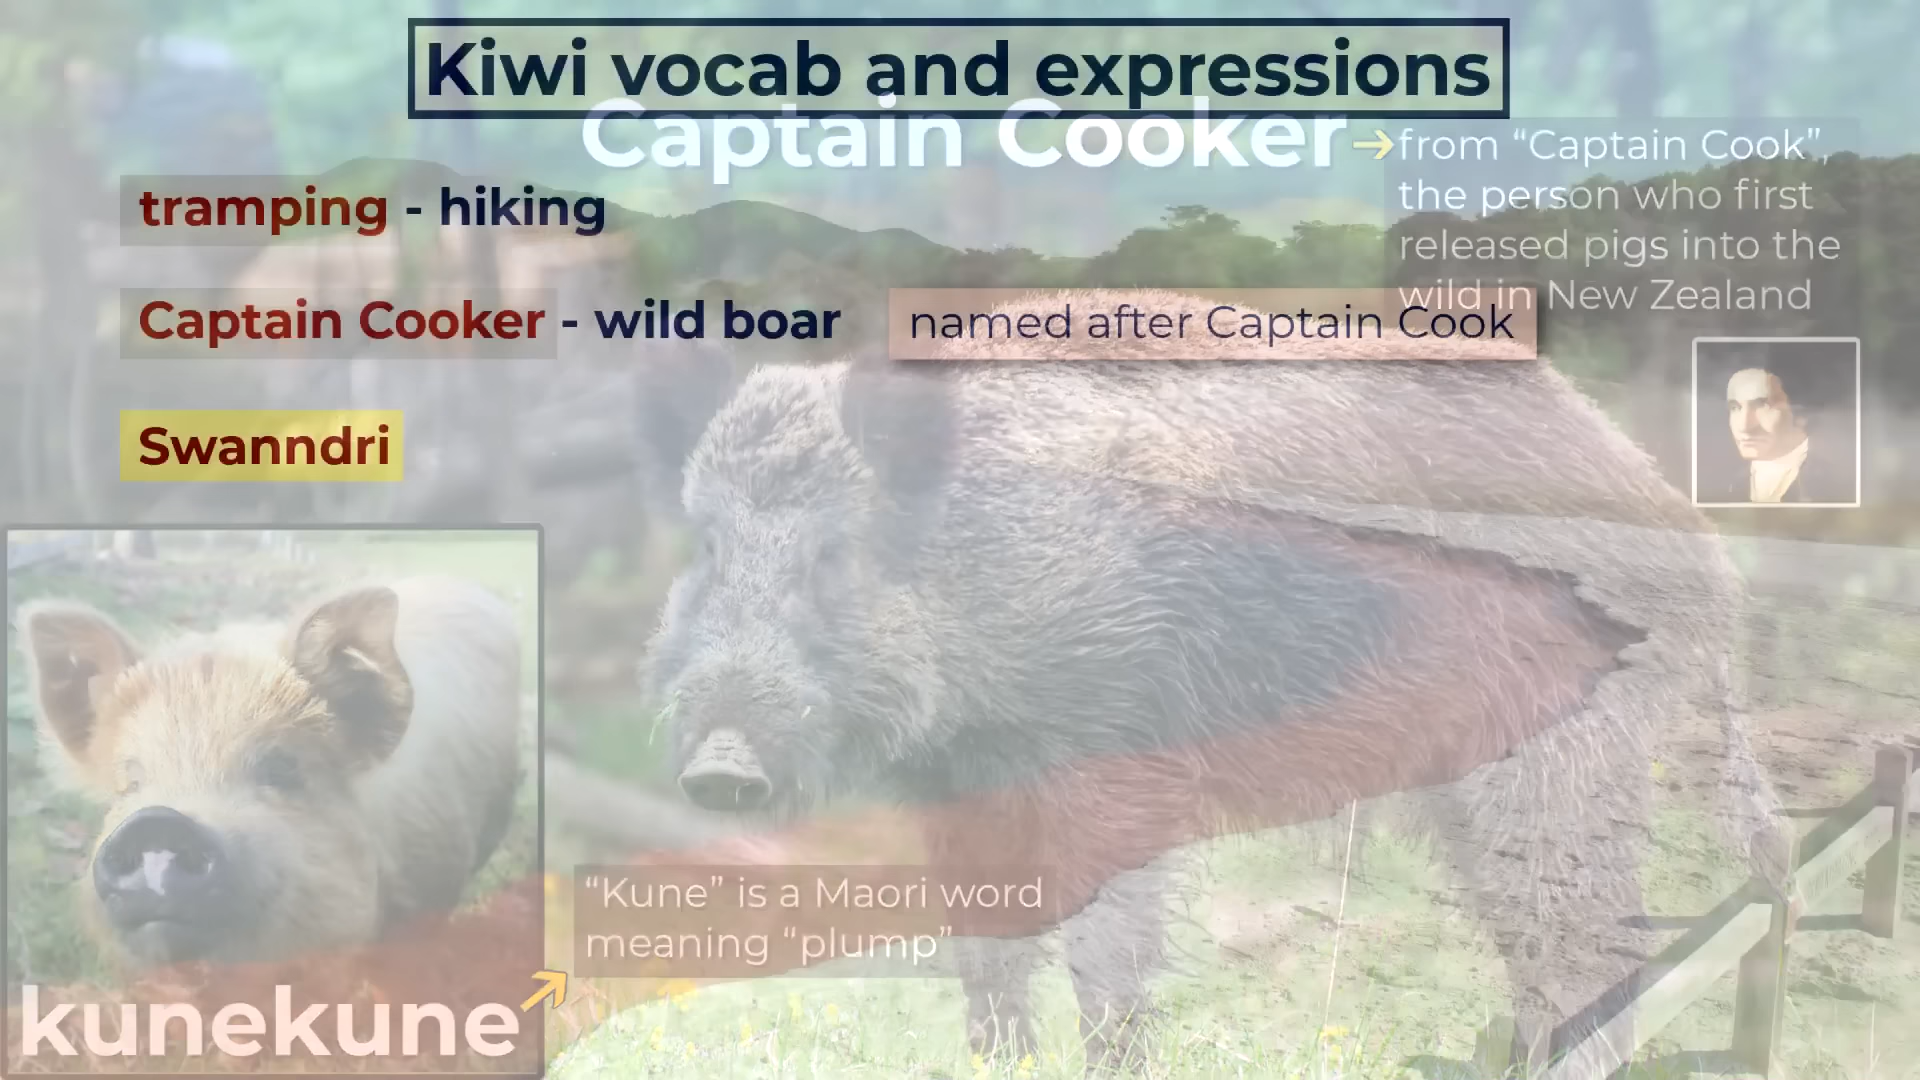 Kiwi vocab and expressions
Captain Cooker
from “Captain Cook”,
the person who first
released pigs into the
wild in New Zealand
tramping - hiking
Captain Cooker - wild boar
named after Captain Cook
Swanndri
“Kune” is a Maori word
meaning “plump”
kunekune